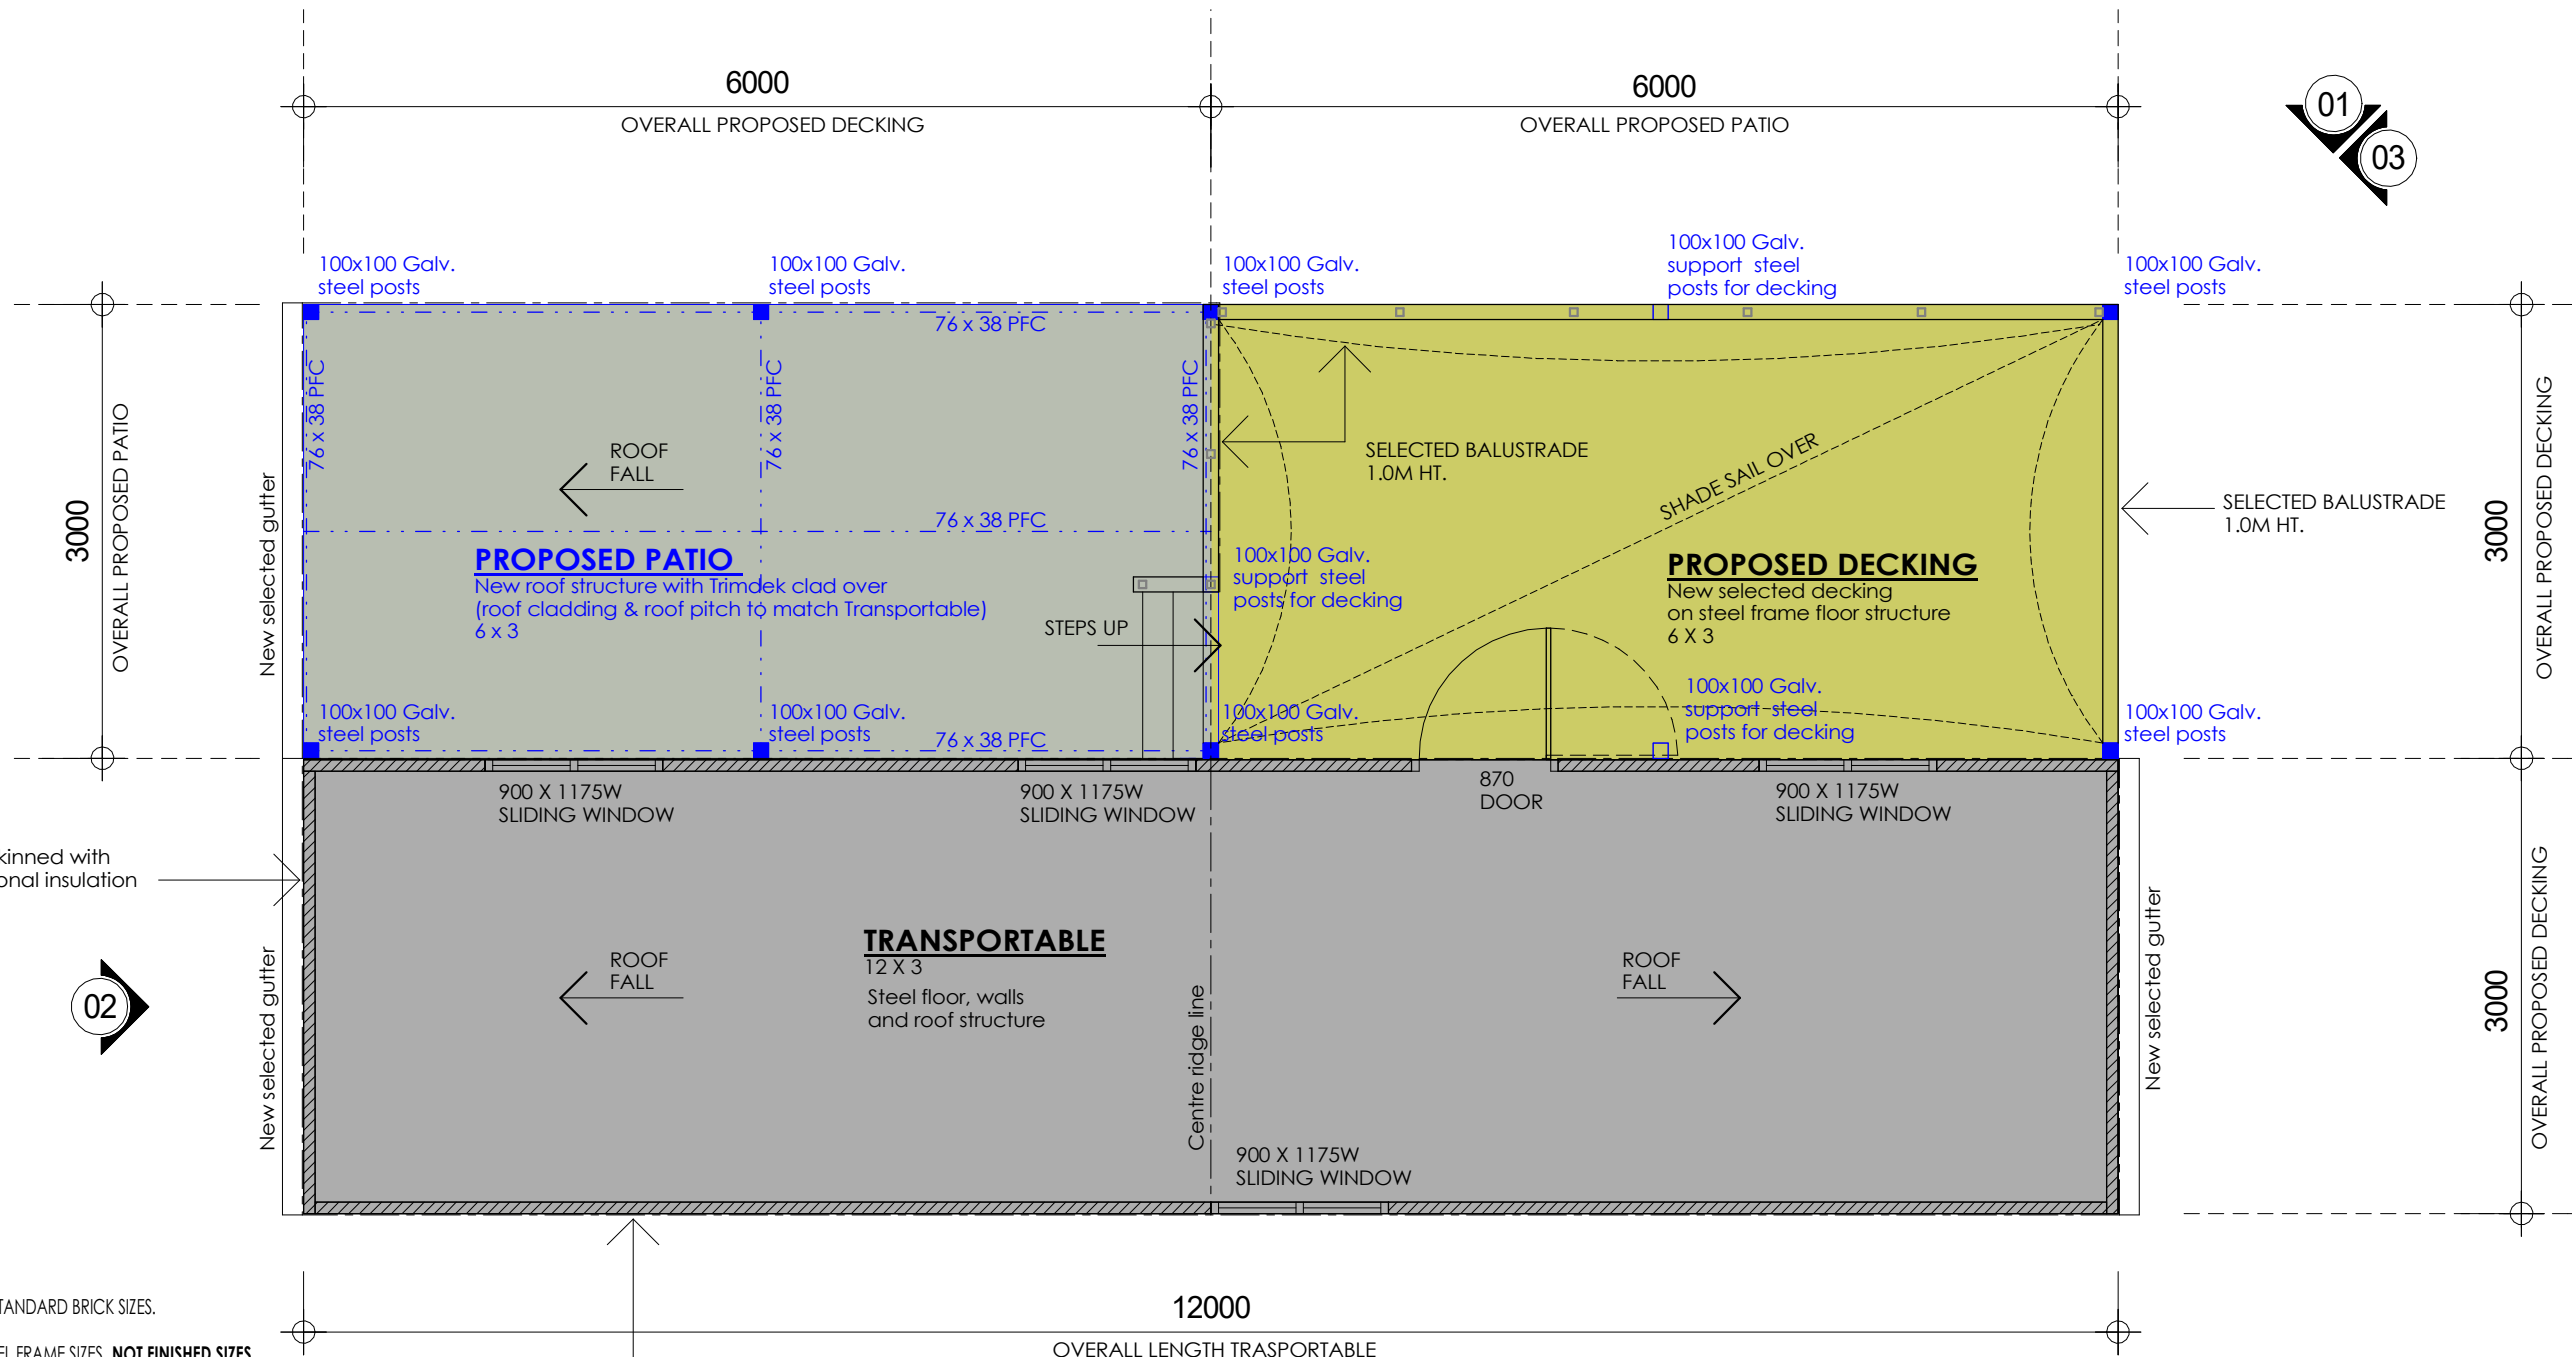 6000
OVERALL PROPOSED DECKING
6000
OVERALL PROPOSED PATIO
01
03
100x100 Galv.
steel posts
100x100 Galv.
steel posts
100x100 Galv.
steel posts
100x100 Galv.
support steel
posts for decking
100x100 Galv.
steel posts
76 x 38 PFC
76 x 38 PFC
76 x 38 PFC
76 x 38 PFC
3000
OVERALL PROPOSED PATIO
New selected gutter
ROOF
FALL
SELECTED BALUSTRADE
1.0M HT.
SHADE SAIL OVER
SELECTED BALUSTRADE
1.0M HT.
3000
OVERALL PROPOSED DECKING
76 x 38 PFC
PROPOSED PATIO
New roof structure with Trimdek clad over
(roof cladding & roof pitch to match Transportable)
6 x 3
100x100 Galv.
support steel
posts for decking
PROPOSED DECKING
New selected decking
on steel frame floor structure
6 X 3
STEPS UP
100x100 Galv.
steel posts
100x100 Galv.
steel posts
76 x 38 PFC
100x100 Galv.
steel posts
100x100 Galv.
support steel
posts for decking
100x100 Galv.
steel posts
900 X 1175W
SLIDING WINDOW
900 X 1175W
SLIDING WINDOW
870
DOOR
900 X 1175W
SLIDING WINDOW
kinned with
onal insulation
02
New selected gutter
ROOF
FALL
TRANSPORTABLE
12 X 3
Steel floor, walls
and roof structure
Centre ridge line
ROOF
FALL
New selected gutter
3000
OVERALL PROPOSED DECKING
900 X 1175W
SLIDING WINDOW
TANDARD BRICK SIZES.
EL FRAME SIZES, NOT FINISHED SIZES
12000
OVERALL LENGTH TRASPORTABLE